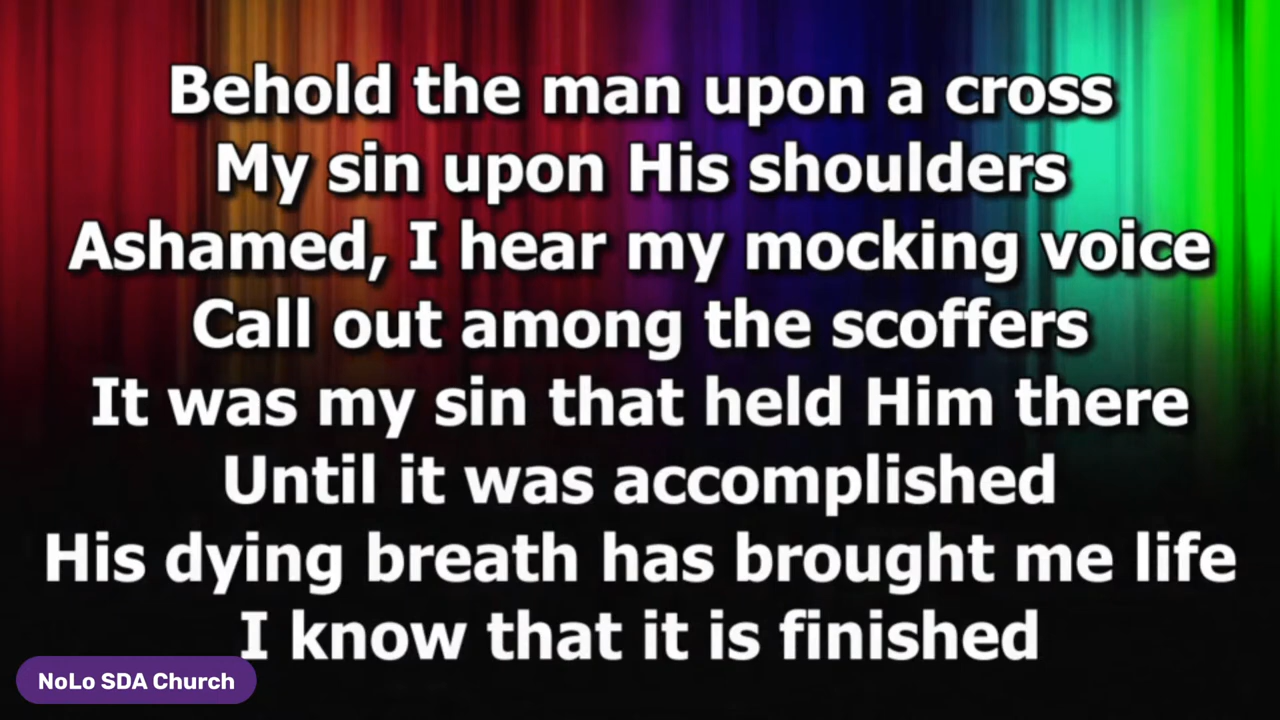 Behold the man upon a cross
My sin upon His shoulders
Ashamed, I hear my mocking voice
Call out among the scoffers
It was my sin that held Him there
Until it was accomplished
His dying breath has brought me life
I know that it is finished
NoLo SDA Church